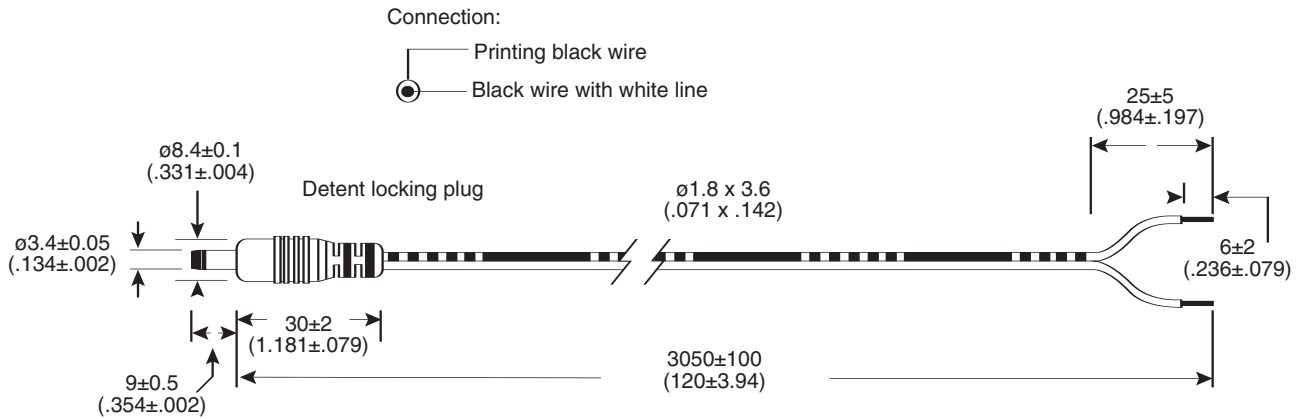 Connection:
Printing black wire
Black wire with white line
25±5
(.984±.197)
ø8.4±0.1
(.331±.004)
Detent locking plug
ø1.8 x 3.6
(.071 x .142)
ø3.4±0.05
(.134±.002)
6±2
(.236±.079)
30±2
(1.181±.079)
3050±100
(120±3.94)
9±0.5
(.354±.002)